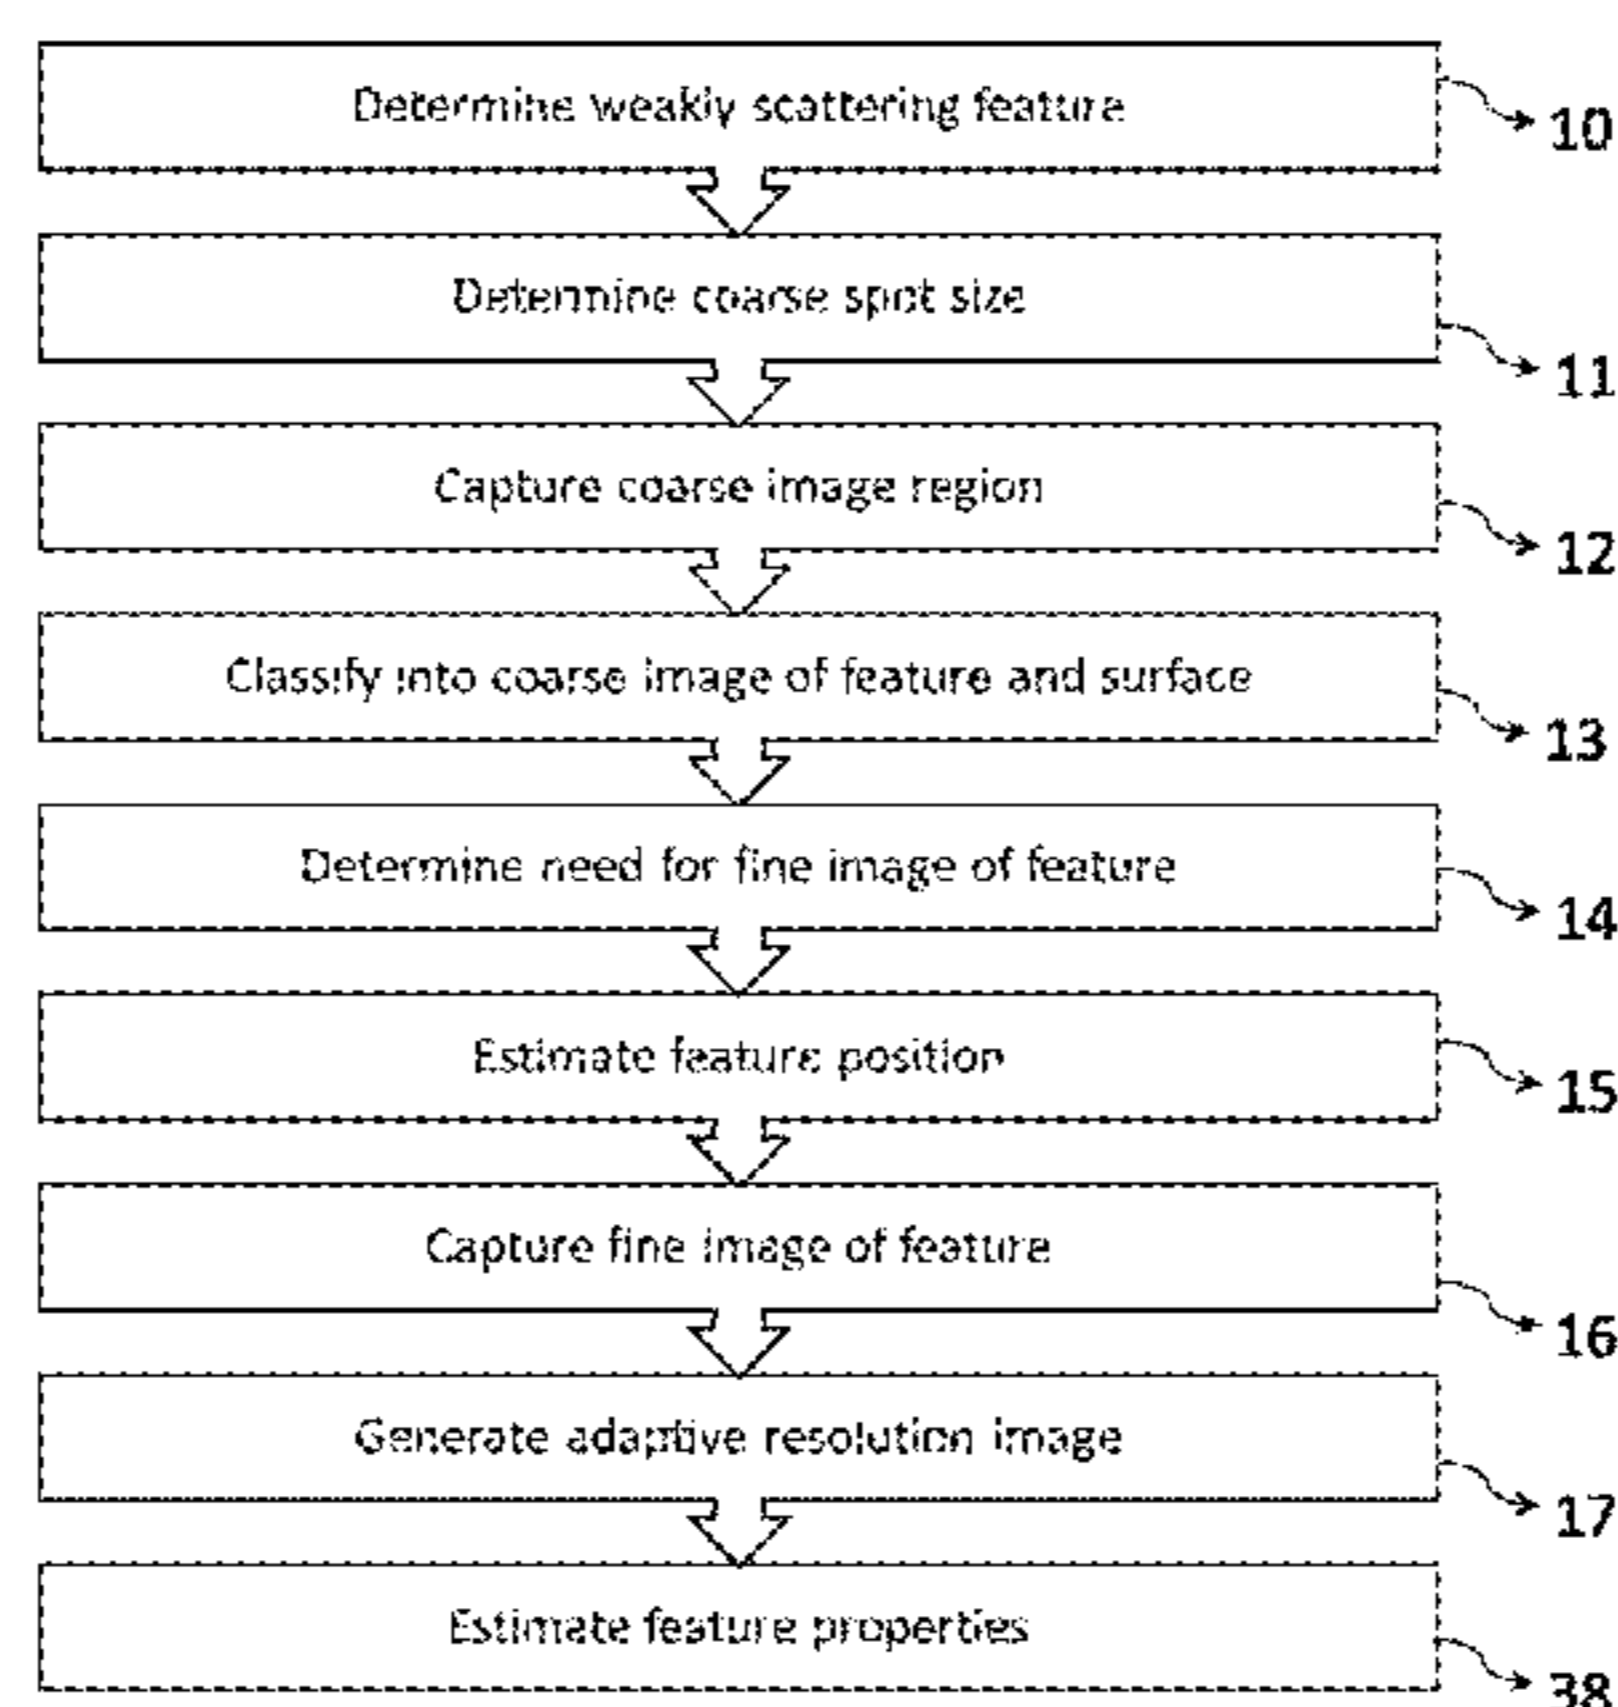 Determine weakly scattering feature
10
Determine coarse spot size
11
Capture coarse image region
12
Classify into coarse image of feature and surface
13
Determine need for fine image of feature
14
Estimate feature position
15
Capture fine image of feature
16
Generate adaptive resolution image
17
Estimate feature properties
38